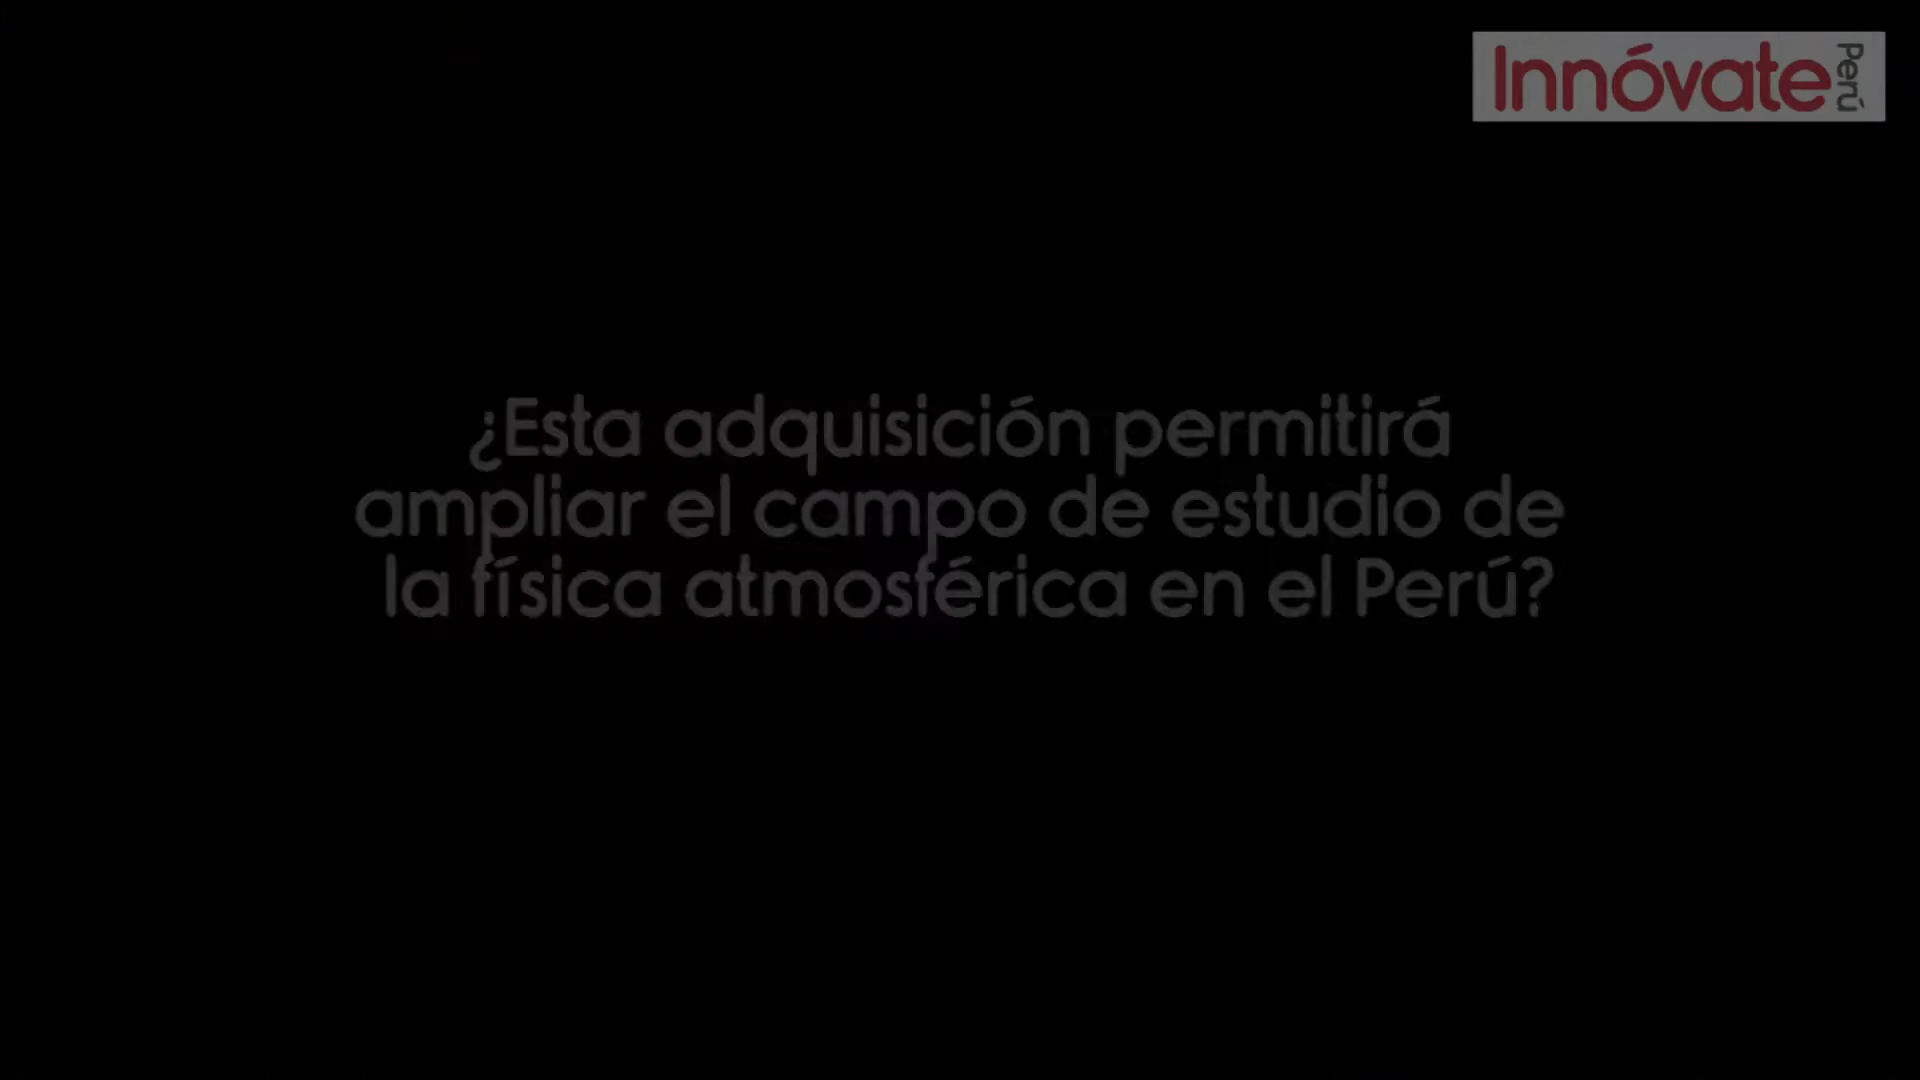 Innóvate Perú
¿Esta adquisición permitirá
ampliar el campo de estudio de
la física atmosférica en el Perú?